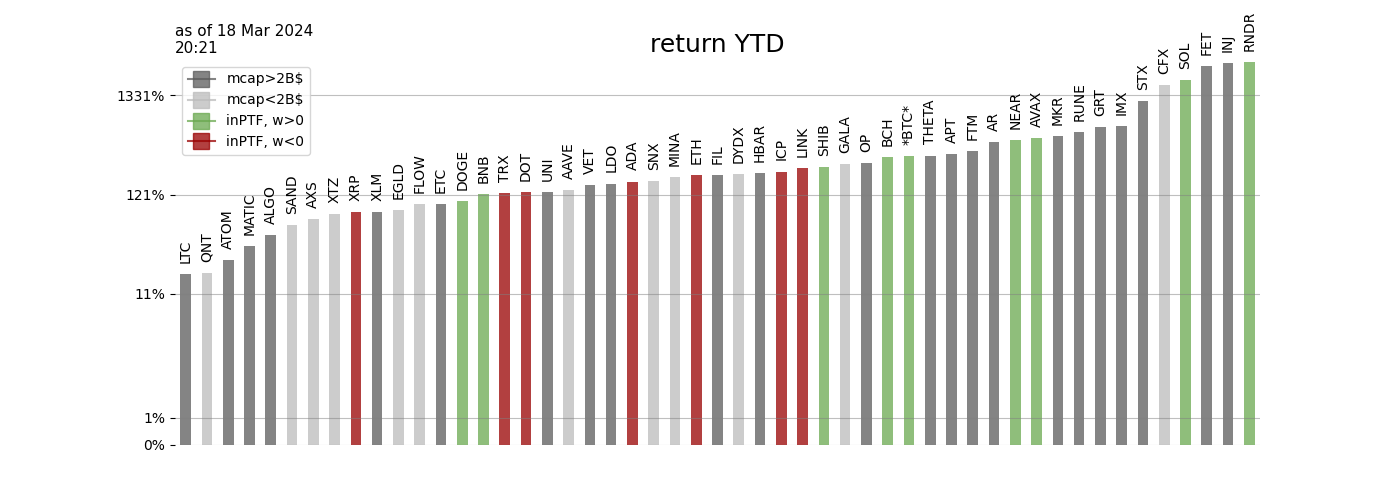 as of 18 Mar 2024
20:21
return YTD
mcap>2B$
mcap<2B$
inPTF, w>0
inPTF, w<0
1331%
121%
11%
1%
0%
LTC
QNT
ATOM
MATIC
ALGO
SAND
AXS
XTZ
XRP
XLM
EGLD
FLOW
ETC
DOGE
BNB
TRX
DOT
UNI
AAVE
VET
LDO
ADA
SNX
MINA
ETH
FIL
DYDX
HBAR
ICP
LINK
SHIB
GALA
OP
BCH
*BTC*
THETA
APT
FTM
AR
NEAR
AVAX
MKR
RUNE
GRT
IMX
STX
CFX
SOL
FET
INJ
RNDR